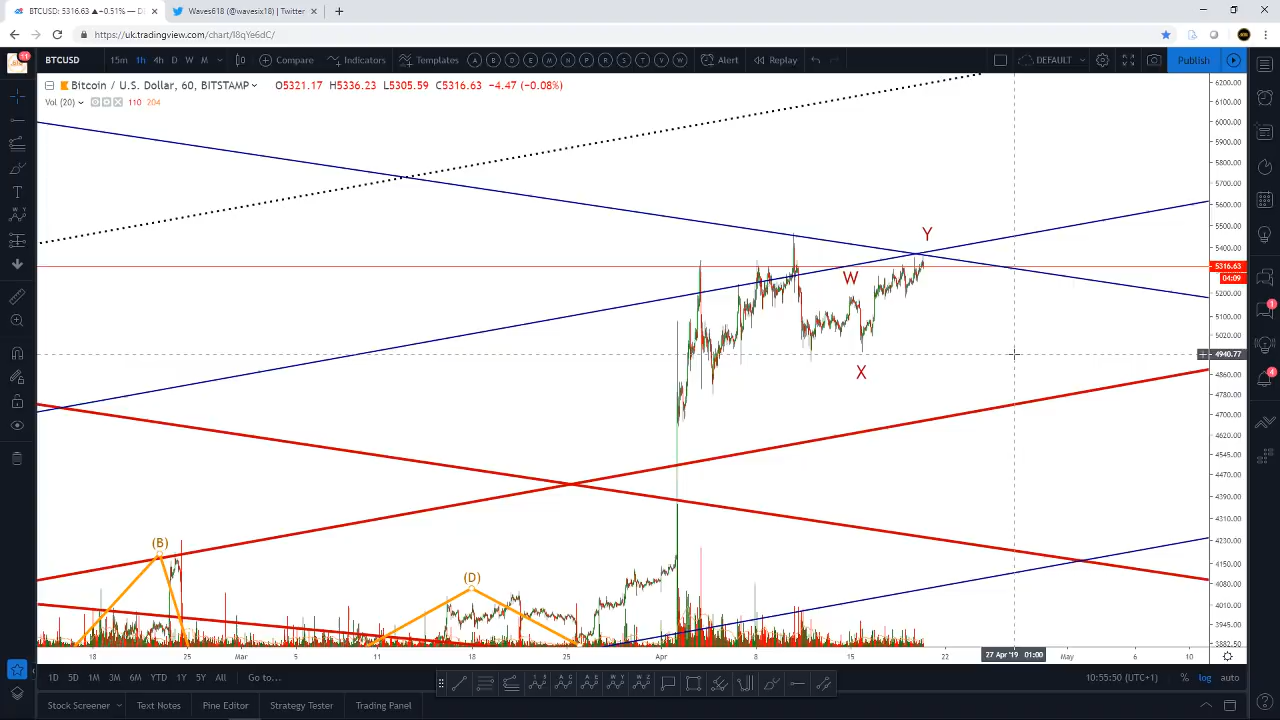 BTCUSD: 5316.63 ▲+0.51% — D
Waves618 (@wavesix18) | Twitter
https://uk.tradingview.com/chart/l8qYe6dC/
11
BTCUSD 15m 1h 4h D W M Compare Indicators Templates A B D E M N P R S T V W Alert Replay DEFAULT Publish
Bitcoin / U.S. Dollar, 60, BITSTAMP O5321.17 H5336.23 L5305.59 C5316.63 −4.47 (−0.08%)
Vol (20) 110 204
6200.00
6100.00
6000.00
5900.00
5800.00
5700.00
5600.00
5500.00
5400.00
5316.63
04:09
5200.00
5100.00
5020.00
4940.77
4860.00
4780.00
4700.00
4620.00
4545.00
4470.00
4390.00
4310.00
4230.00
4150.00
4080.00
4010.00
3945.00
3882.50
Y
W
X
(B)
(D)
1
4
18 25 Mar 5 11 18 25 Apr 8 15 22 27 Apr '19 01:00 May 6 10
1D 5D 1M 3M 6M YTD 1Y 5Y All Go to... 10:55:50 (UTC+1) % log auto
Stock Screener Text Notes Pine Editor Strategy Tester Trading Panel